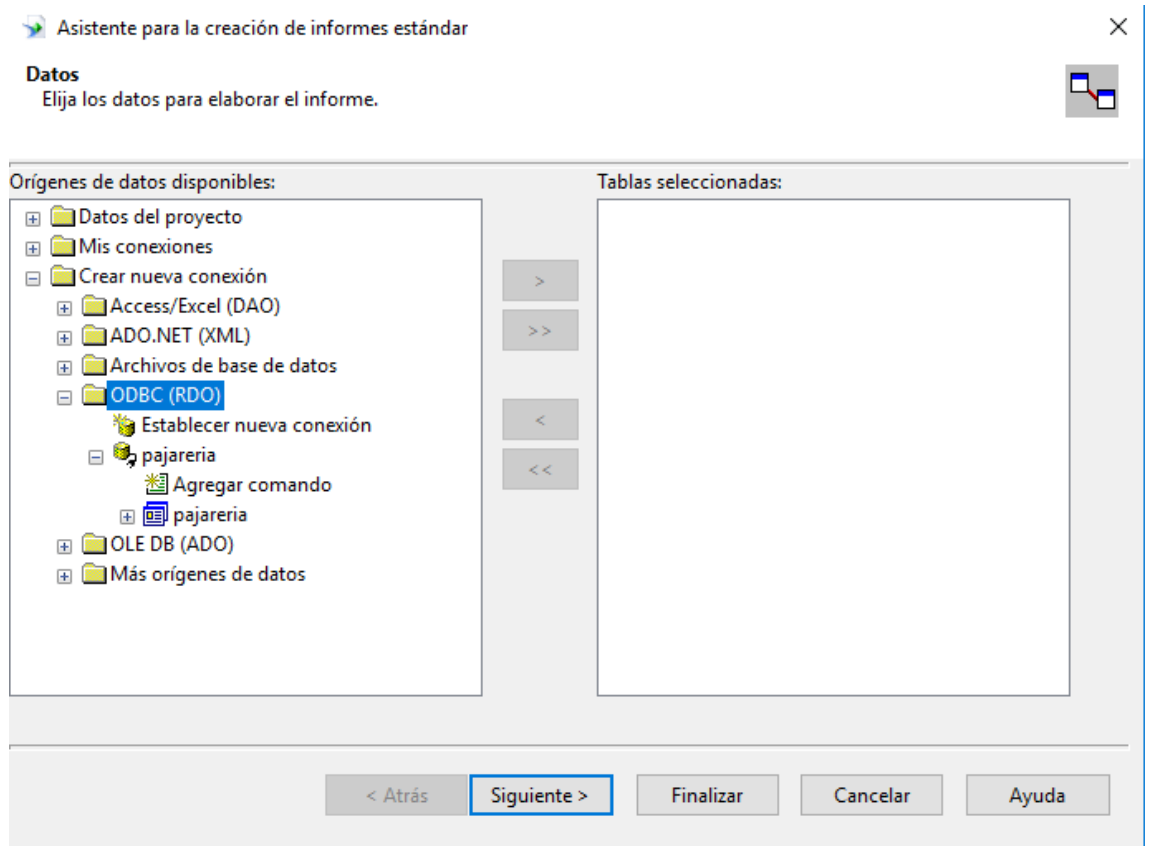 Asistente para la creación de informes estándar
Datos
Elija los datos para elaborar el informe.
Orígenes de datos disponibles:
Tablas seleccionadas:
Datos del proyecto
Mis conexiones
Crear nueva conexión
Access/Excel (DAO)
ADO.NET (XML)
Archivos de base de datos
ODBC (RDO)
Establecer nueva conexión
pajareria
Agregar comando
pajareria
OLE DB (ADO)
Más orígenes de datos
>
>>
<
<<
< Atrás
Siguiente >
Finalizar
Cancelar
Ayuda